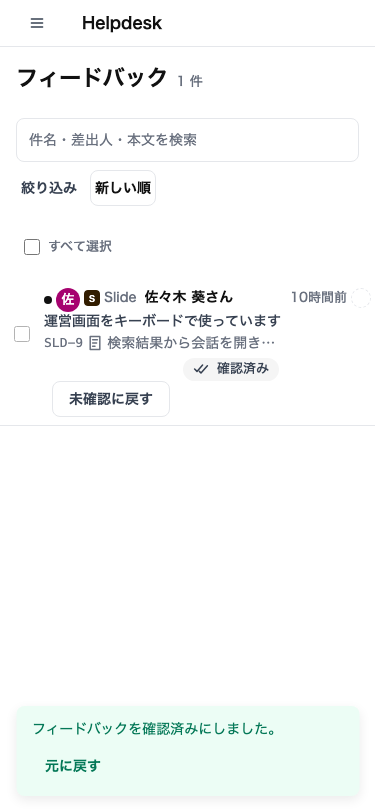 Helpdesk
フィードバック 1 件
件名・差出人・本文を検索
絞り込み 新しい順
すべて選択
佐 S Slide 佐々木 葵さん 10時間前
運営画面をキーボードで使っています
SLD-9 検索結果から会話を開き…
確認済み
未確認に戻す
フィードバックを確認済みにしました。
元に戻す